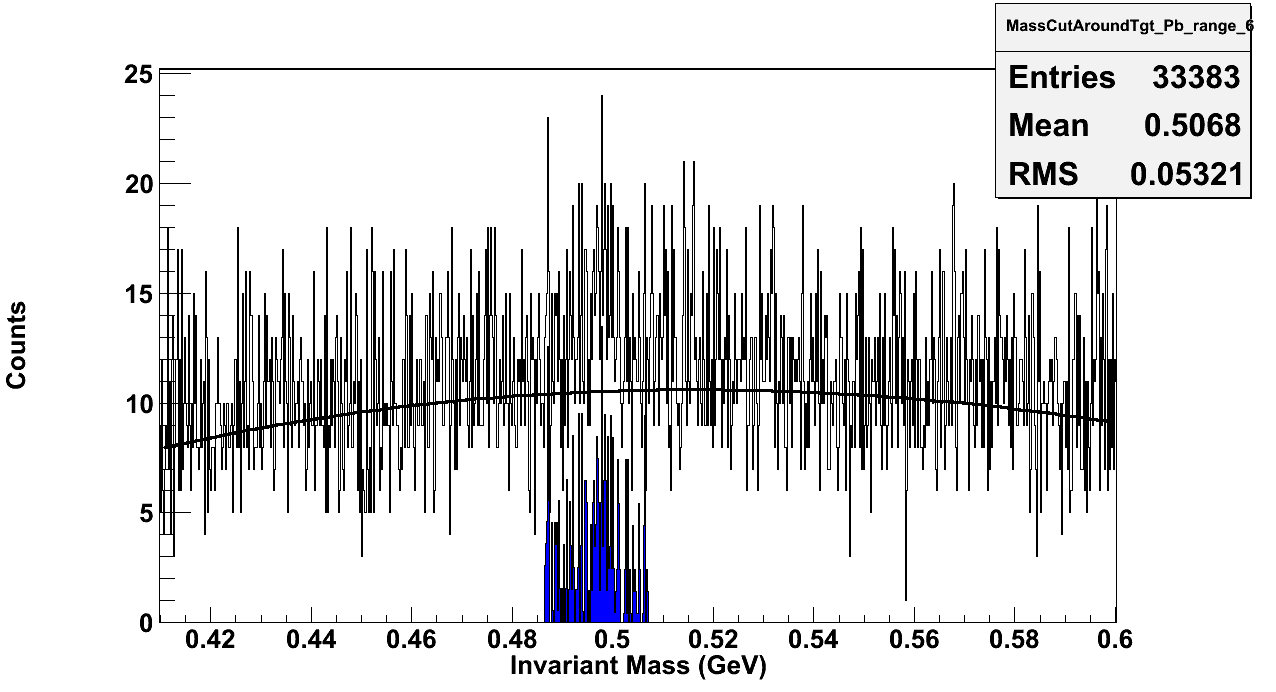 MassCutAroundTgt_Pb_range_6
Entries 33383
Mean 0.5068
RMS 0.05321
25
20
15
10
5
0
Counts
0.42 0.44 0.46 0.48 0.5 0.52 0.54 0.56 0.58 0.6
Invariant Mass (GeV)